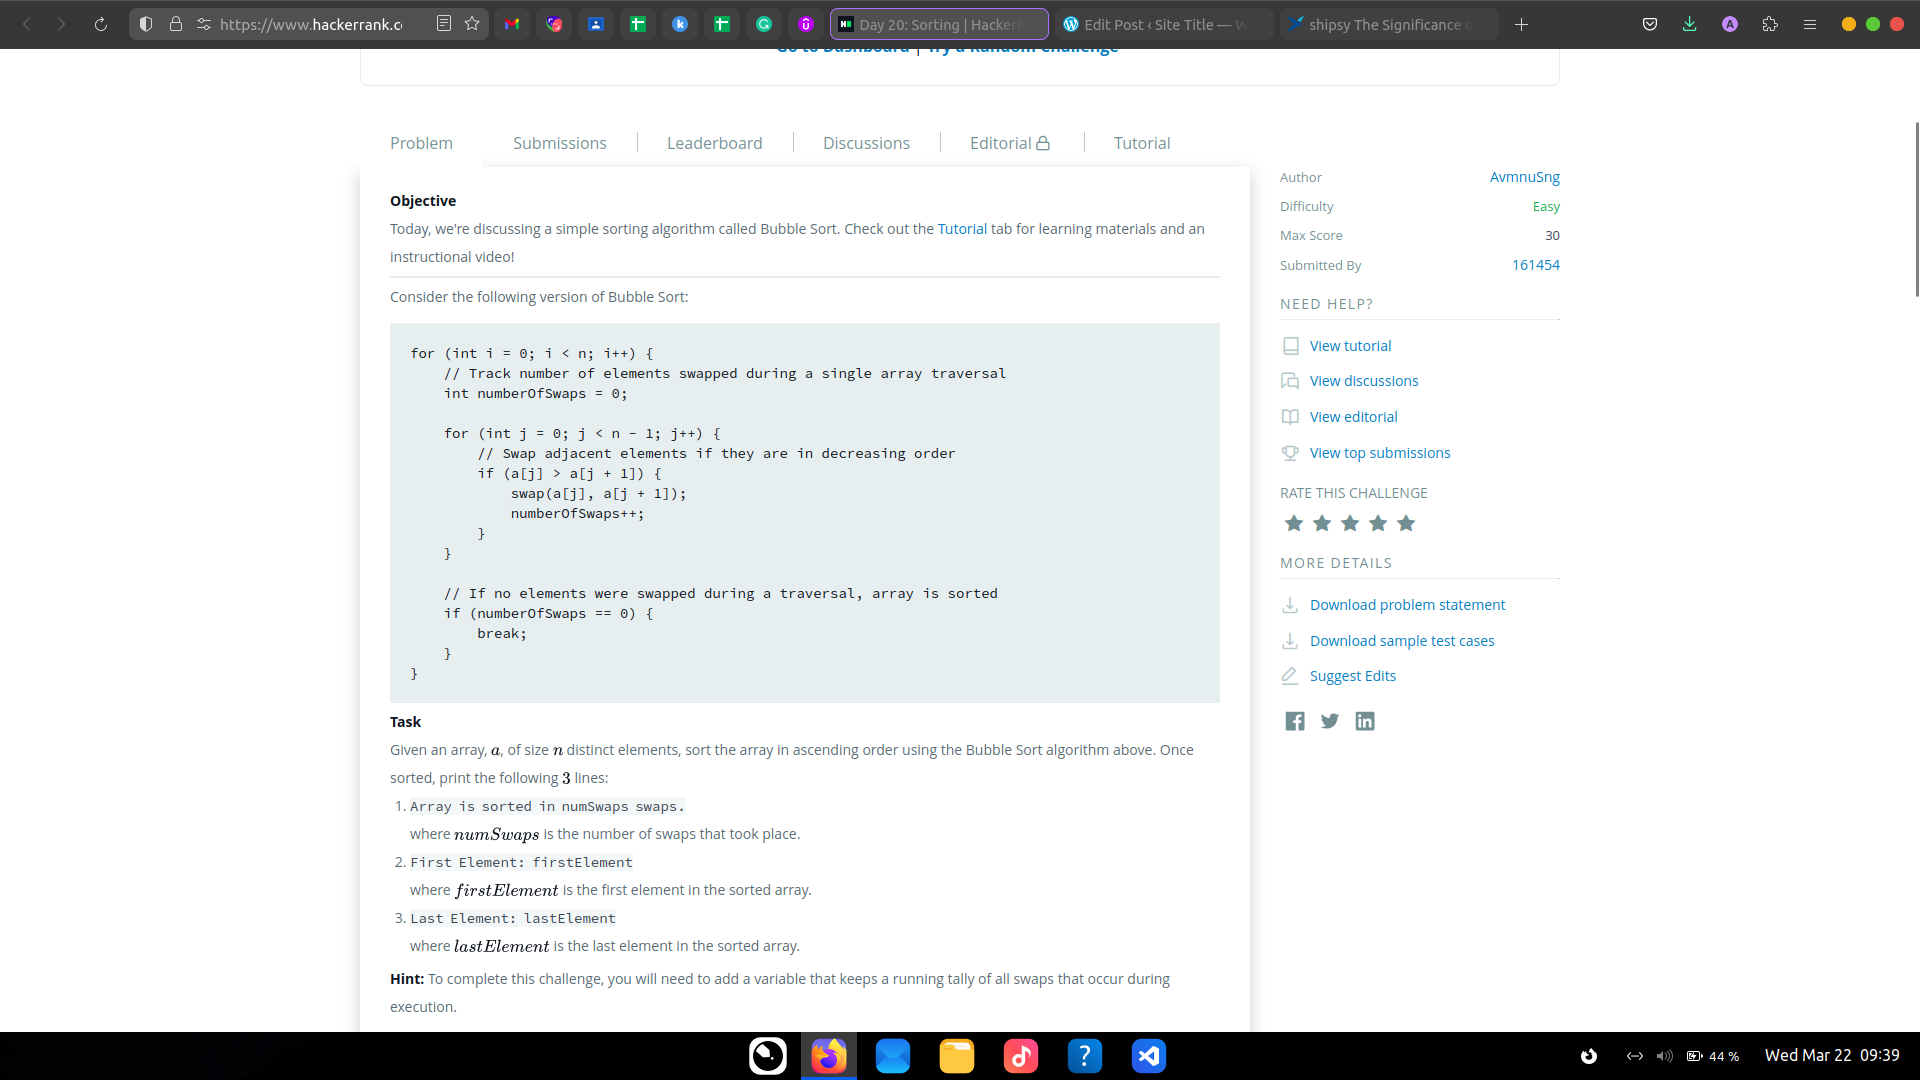 https://www.hackerrank.c
Day 20: Sorting | Hacker
Edit Post ‹ Site Title — W
shipsy The Significance o
Go to Dashboard | Try a Random Challenge
Problem
Submissions
Leaderboard
Discussions
Editorial
Tutorial
Objective
Today, we're discussing a simple sorting algorithm called Bubble Sort. Check out the Tutorial tab for learning materials and an
instructional video!
Consider the following version of Bubble Sort:
for (int i = 0; i < n; i++) {
    // Track number of elements swapped during a single array traversal
    int numberOfSwaps = 0;
    for (int j = 0; j < n - 1; j++) {
        // Swap adjacent elements if they are in decreasing order
        if (a[j] > a[j + 1]) {
            swap(a[j], a[j + 1]);
            numberOfSwaps++;
        }
    }
    // If no elements were swapped during a traversal, array is sorted
    if (numberOfSwaps == 0) {
        break;
    }
}
Task
Given an array, a, of size n distinct elements, sort the array in ascending order using the Bubble Sort algorithm above. Once
sorted, print the following 3 lines:
1. Array is sorted in numSwaps swaps.
where numSwaps is the number of swaps that took place.
2. First Element: firstElement
where firstElement is the first element in the sorted array.
3. Last Element: lastElement
where lastElement is the last element in the sorted array.
Hint: To complete this challenge, you will need to add a variable that keeps a running tally of all swaps that occur during
execution.
Author AvmnuSng
Difficulty Easy
Max Score 30
Submitted By 161454
NEED HELP?
View tutorial
View discussions
View editorial
View top submissions
RATE THIS CHALLENGE
MORE DETAILS
Download problem statement
Download sample test cases
Suggest Edits
44 %
Wed Mar 22 09:39